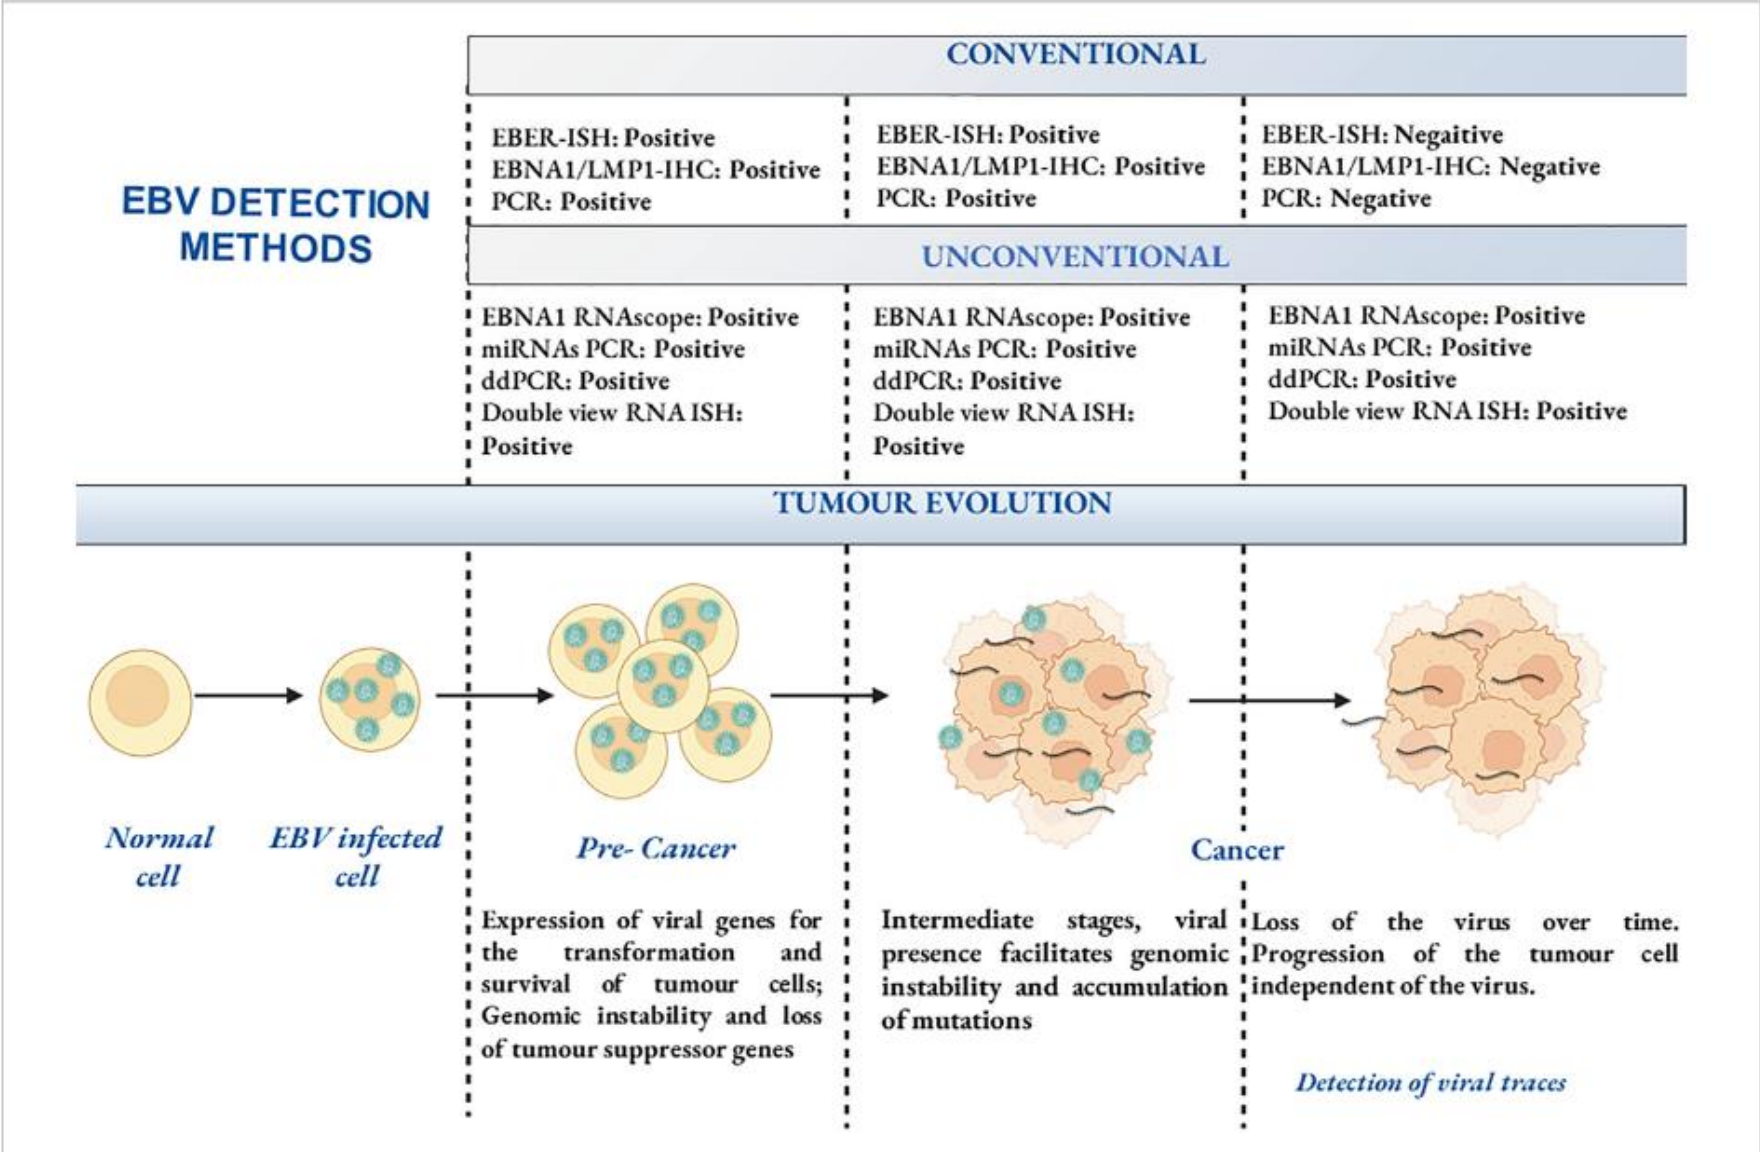 CONVENTIONAL
EBV DETECTION
METHODS
EBER-ISH: Positive
EBNA1/LMP1-IHC: Positive
PCR: Positive
EBER-ISH: Positive
EBNA1/LMP1-IHC: Positive
PCR: Positive
EBER-ISH: Negaitive
EBNA1/LMP1-IHC: Negative
PCR: Negative
UNCONVENTIONAL
EBNA1 RNAscope: Positive
miRNAs PCR: Positive
ddPCR: Positive
Double view RNA ISH:
Positive
EBNA1 RNAscope: Positive
miRNAs PCR: Positive
ddPCR: Positive
Double view RNA ISH:
Positive
EBNA1 RNAscope: Positive
miRNAs PCR: Positive
ddPCR: Positive
Double view RNA ISH: Positive
TUMOUR EVOLUTION
Normal
cell
EBV infected
cell
Pre- Cancer
Cancer
Expression of viral genes for
the transformation and
survival of tumour cells;
Genomic instability and loss
of tumour suppressor genes
Intermediate stages, viral
presence facilitates genomic
instability and accumulation
of mutations
Loss of the virus over time.
Progression of the tumour cell
independent of the virus.
Detection of viral traces